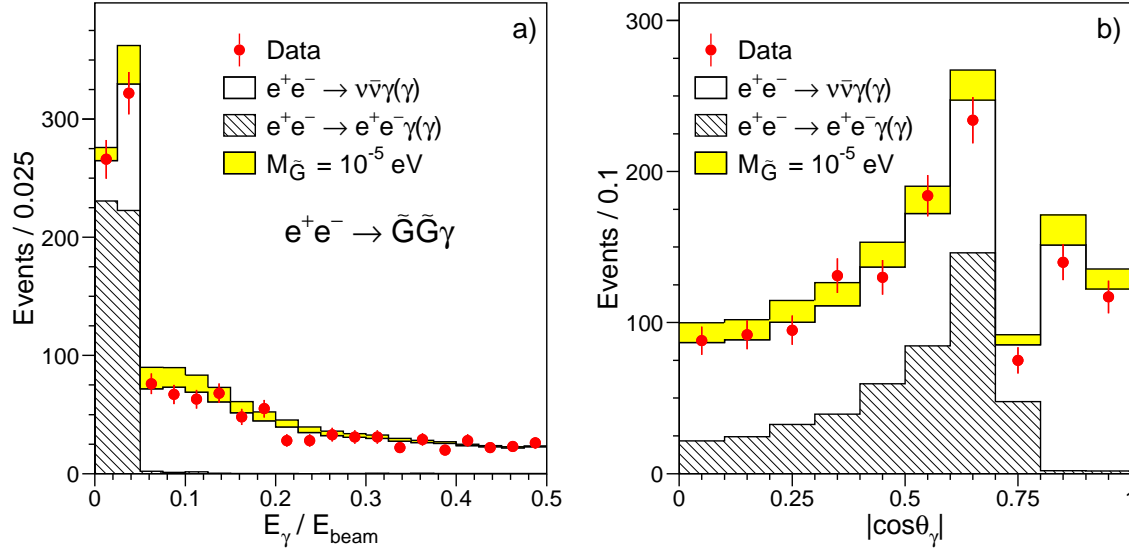 a)
Data
e⁺e⁻ → νν̄γ(γ)
e⁺e⁻ → e⁺e⁻γ(γ)
M_G̃ = 10⁻⁵ eV
e⁺e⁻ → G̃G̃γ
Events / 0.025
300
200
100
0
0 0.1 0.2 0.3 0.4 0.5
E_γ / E_beam
b)
Data
e⁺e⁻ → νν̄γ(γ)
e⁺e⁻ → e⁺e⁻γ(γ)
M_G̃ = 10⁻⁵ eV
Events / 0.1
300
200
100
0
0 0.25 0.5 0.75 1
|cosθ_γ|